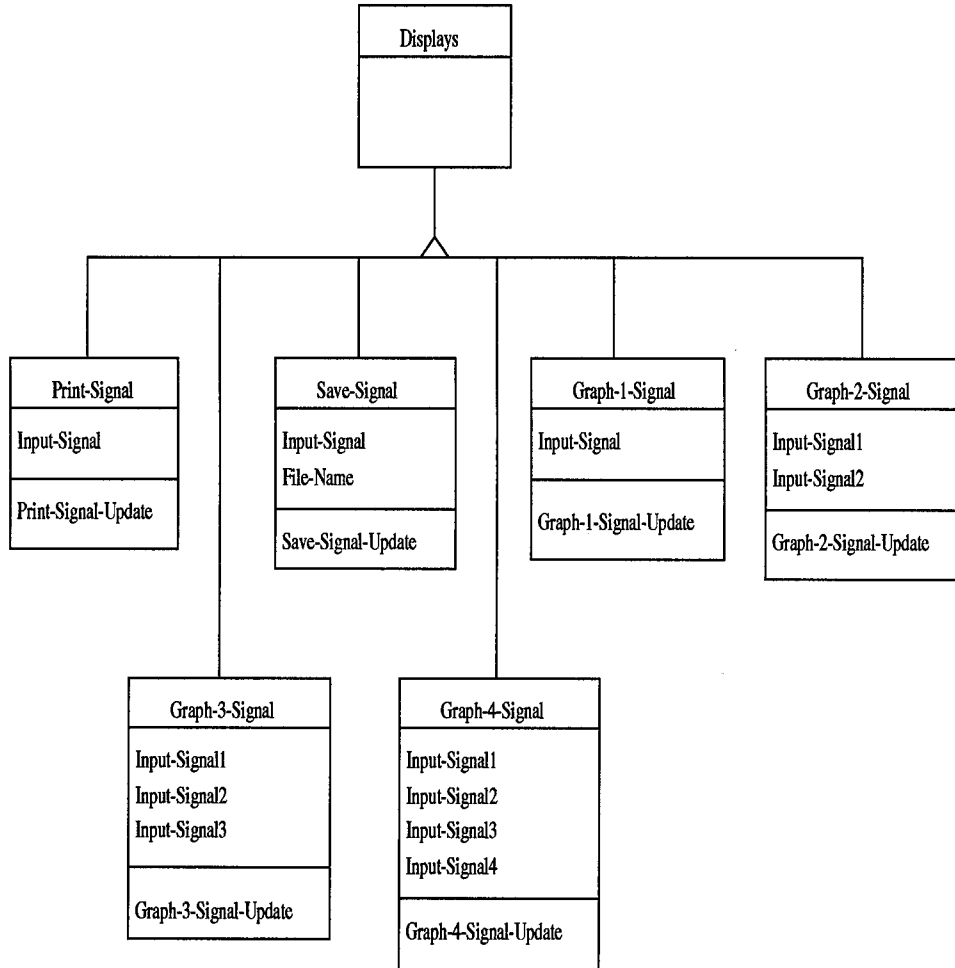 Displays
Print-Signal
Input-Signal
Print-Signal-Update
Save-Signal
Input-Signal
File-Name
Save-Signal-Update
Graph-1-Signal
Input-Signal
Graph-1-Signal-Update
Graph-2-Signal
Input-Signal1
Input-Signal2
Graph-2-Signal-Update
Graph-3-Signal
Input-Signal1
Input-Signal2
Input-Signal3
Graph-3-Signal-Update
Graph-4-Signal
Input-Signal1
Input-Signal2
Input-Signal3
Input-Signal4
Graph-4-Signal-Update